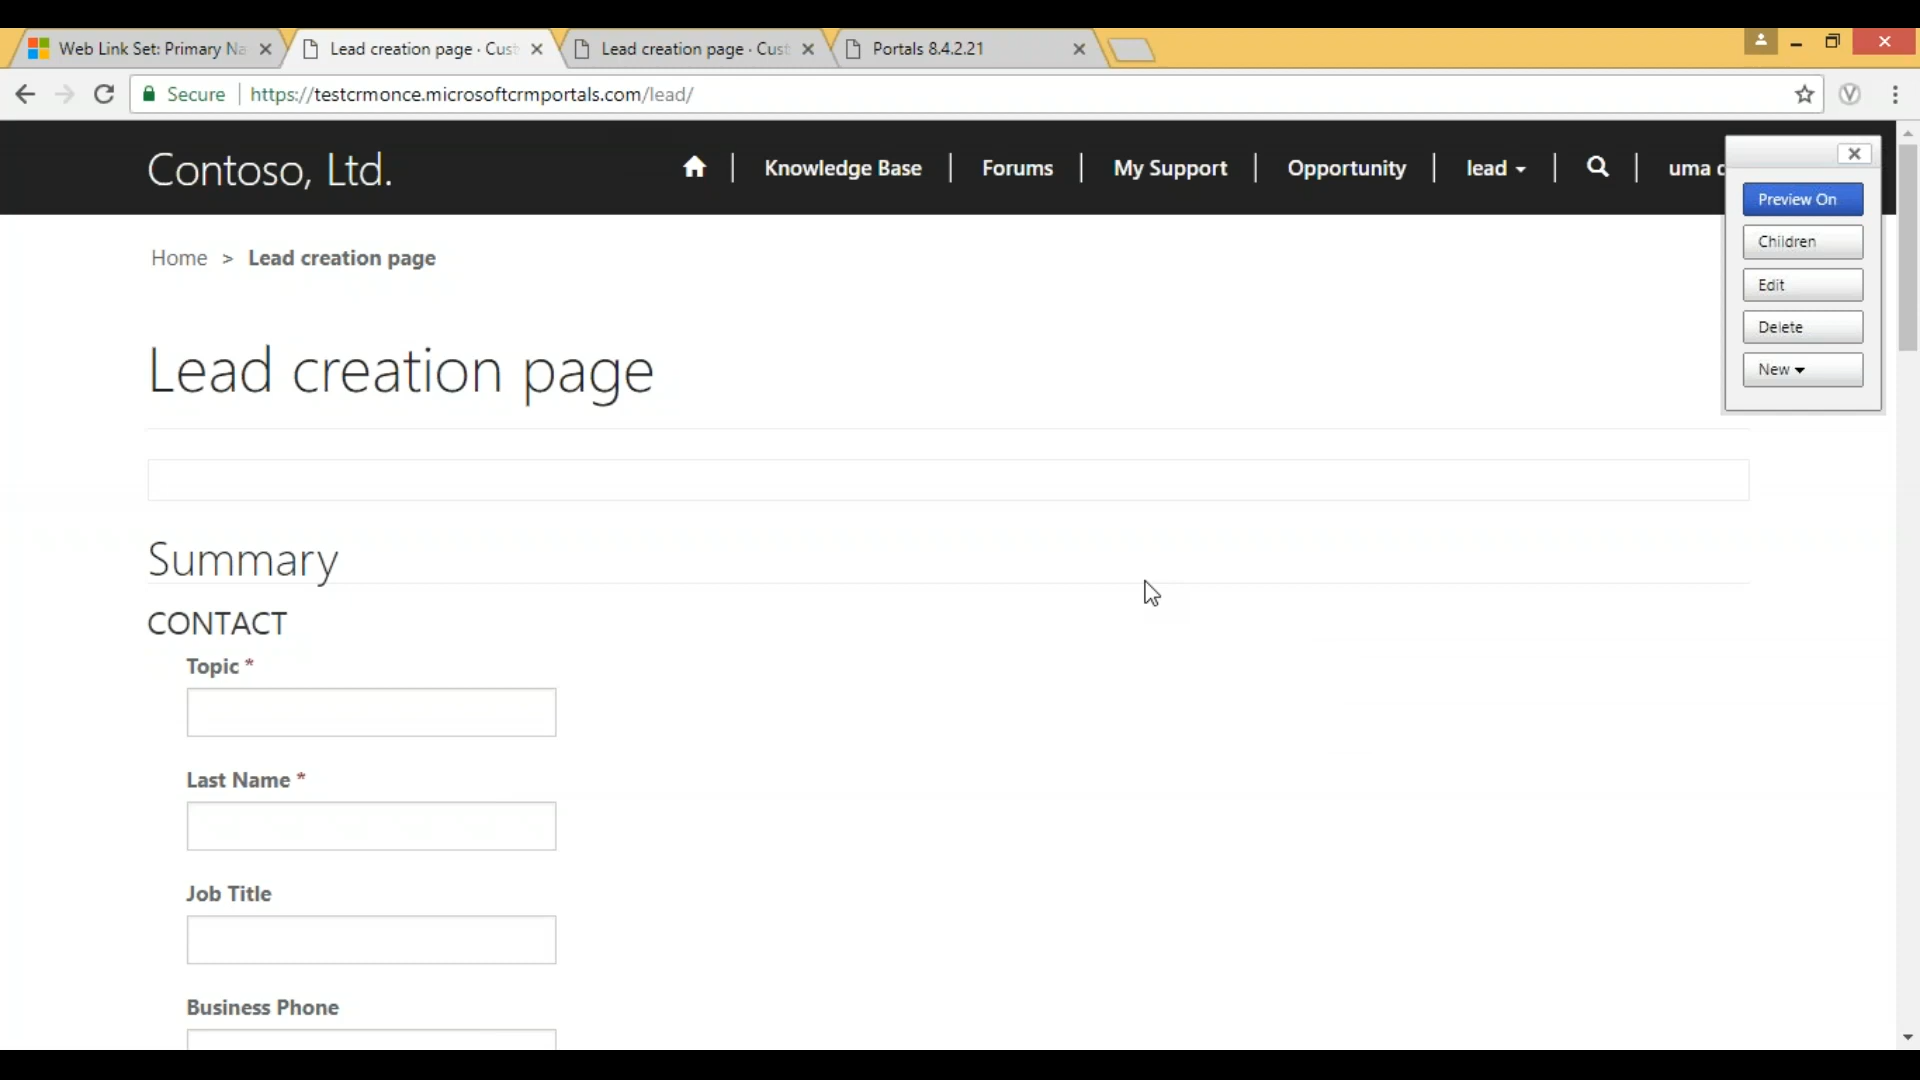 Web Link Set: Primary Na
Lead creation page · Cust
Lead creation page · Cust
Portals 8.4.2.21
Secure
https://testcrmonce.microsoftcrmportals.com/lead/
Contoso, Ltd.
Knowledge Base
Forums
My Support
Opportunity
lead
uma c
Preview On
Children
Edit
Delete
New
Home > Lead creation page
Lead creation page
Summary
CONTACT
Topic *
Last Name *
Job Title
Business Phone